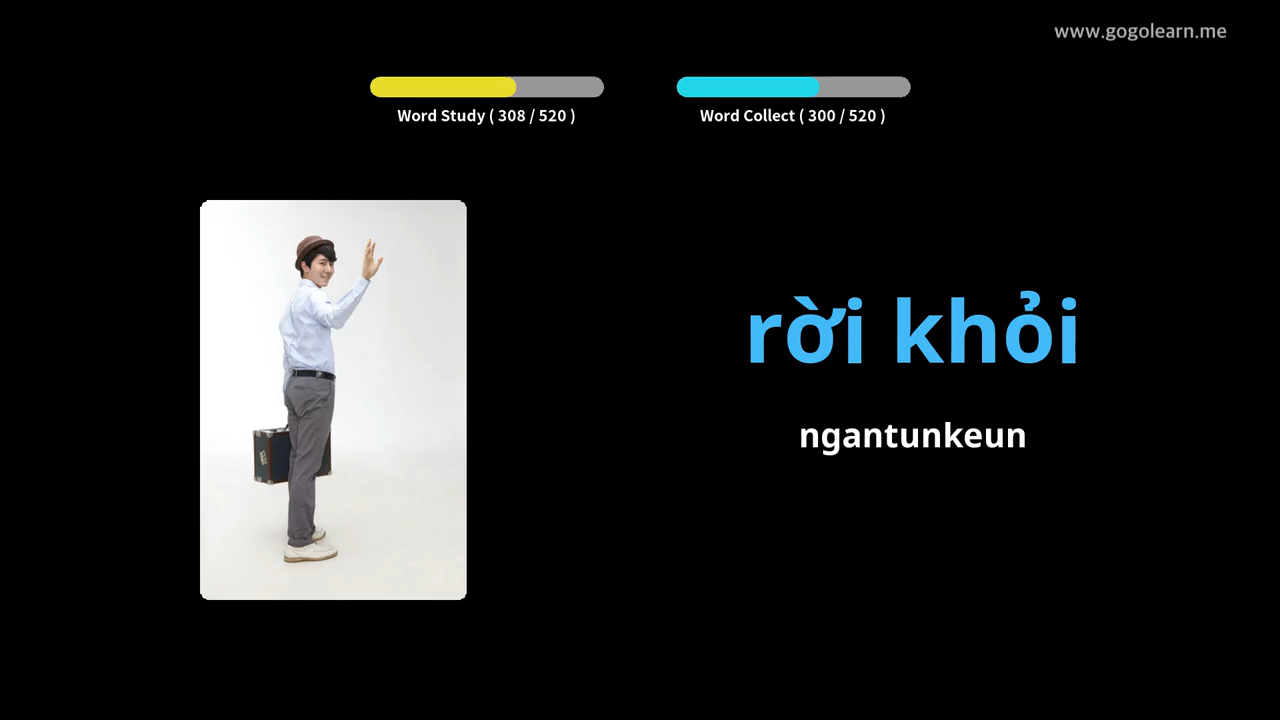 www.gogolearn.me
Word Study ( 308 / 520 )
Word Collect ( 300 / 520 )
rời khỏi
ngantunkeun